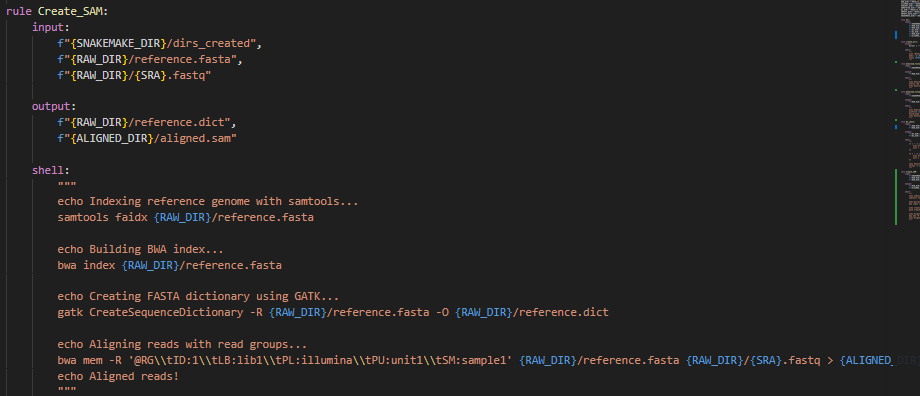 rule Create_SAM:
    input:
        f"{SNAKEMAKE_DIR}/dirs_created",
        f"{RAW_DIR}/reference.fasta",
        f"{RAW_DIR}/{SRA}.fastq"
    output:
        f"{RAW_DIR}/reference.dict",
        f"{ALIGNED_DIR}/aligned.sam"
    shell:
        """
        echo Indexing reference genome with samtools...
        samtools faidx {RAW_DIR}/reference.fasta
        echo Building BWA index...
        bwa index {RAW_DIR}/reference.fasta
        echo Creating FASTA dictionary using GATK...
        gatk CreateSequenceDictionary -R {RAW_DIR}/reference.fasta -O {RAW_DIR}/reference.dict
        echo Aligning reads with read groups...
        bwa mem -R '@RG\\tID:1\\tLB:lib1\\tPL:illumina\\tPU:unit1\\tSM:sample1' {RAW_DIR}/reference.fasta {RAW_DIR}/{SRA}.fastq > {ALIGNED_DIR
        echo Aligned reads!
        """